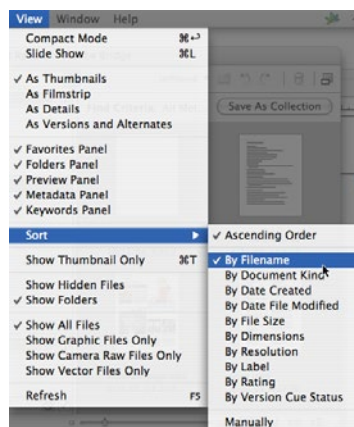 View Window Help
Compact Mode ⌘↩
Slide Show ⌘L
✓ As Thumbnails
As Filmstrip
As Details
As Versions and Alternates
✓ Favorites Panel
✓ Folders Panel
✓ Preview Panel
✓ Metadata Panel
✓ Keywords Panel
Sort ▶
Show Thumbnail Only ⌘T
Show Hidden Files
✓ Show Folders
✓ Show All Files
Show Graphic Files Only
Show Camera Raw Files Only
Show Vector Files Only
Refresh F5
Save As Collection
✓ Ascending Order
✓ By Filename
By Document Kind
By Date Created
By Date File Modified
By File Size
By Dimensions
By Resolution
By Label
By Rating
By Version Cue Status
Manually